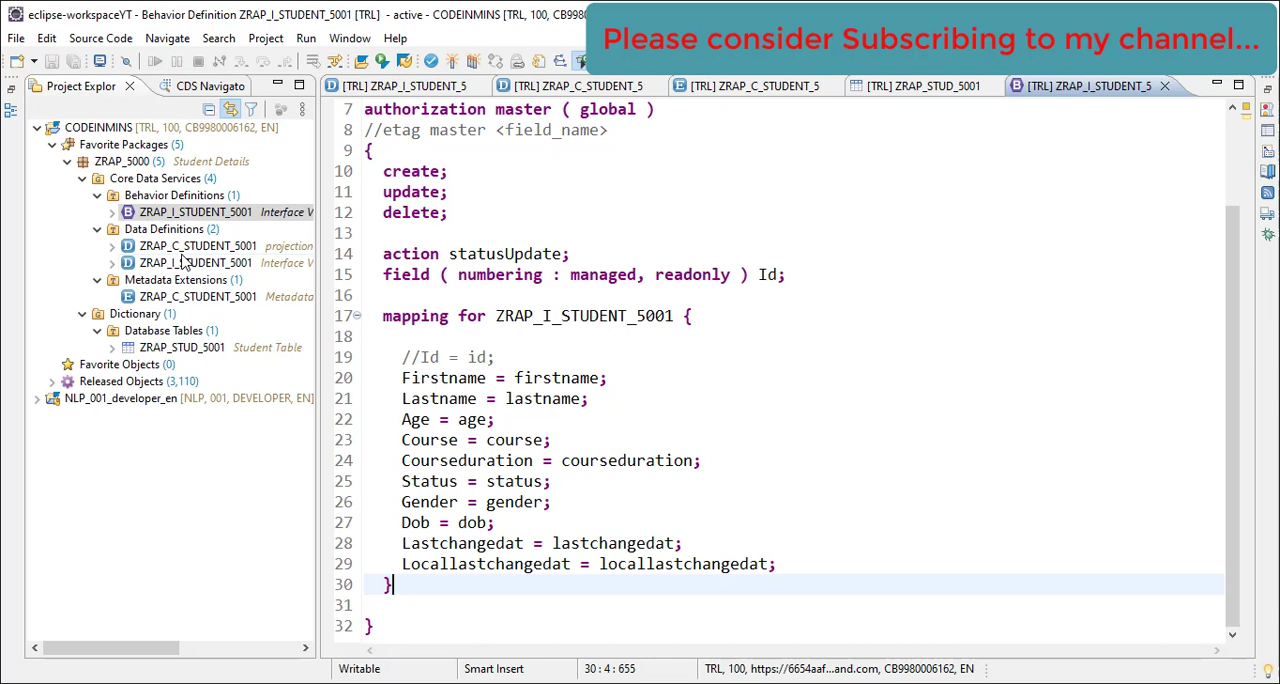 eclipse-workspaceYT - Behavior Definition ZRAP_I_STUDENT_5001 [TRL] - active - CODEINMINS [TRL, 100, CB9980006162, EN]
Please consider Subscribing to my channel...
File Edit Source Code Navigate Search Project Run Window Help
Project Explor
CDS Navigato
[TRL] ZRAP_I_STUDENT_5
[TRL] ZRAP_C_STUDENT_5
[TRL] ZRAP_C_STUDENT_5
[TRL] ZRAP_STUD_5001
[TRL] ZRAP_I_STUDENT_5
CODEINMINS [TRL, 100, CB9980006162, EN]
Favorite Packages (5)
ZRAP_5000 (5) Student Details
Core Data Services (4)
Behavior Definitions (1)
ZRAP_I_STUDENT_5001 Interface V
Data Definitions (2)
ZRAP_C_STUDENT_5001 projection
ZRAP_I_STUDENT_5001 Interface V
Metadata Extensions (1)
ZRAP_C_STUDENT_5001 Metadata
Dictionary (1)
Database Tables (1)
ZRAP_STUD_5001 Student Table
Favorite Objects (0)
Released Objects (3,110)
NLP_001_developer_en [NLP, 001, DEVELOPER, EN]
7 authorization master ( global )
8 //etag master <field_name>
9 {
10 create;
11 update;
12 delete;
13
14 action statusUpdate;
15 field ( numbering : managed, readonly ) Id;
16
17 mapping for ZRAP_I_STUDENT_5001 {
18
19 //Id = id;
20 Firstname = firstname;
21 Lastname = lastname;
22 Age = age;
23 Course = course;
24 Courseduration = courseduration;
25 Status = status;
26 Gender = gender;
27 Dob = dob;
28 Lastchangedat = lastchangedat;
29 Locallastchangedat = locallastchangedat;
30 }
31
32 }
Writable
Smart Insert
30 : 4 : 655
TRL, 100, https://6654aaf...and.com, CB9980006162, EN